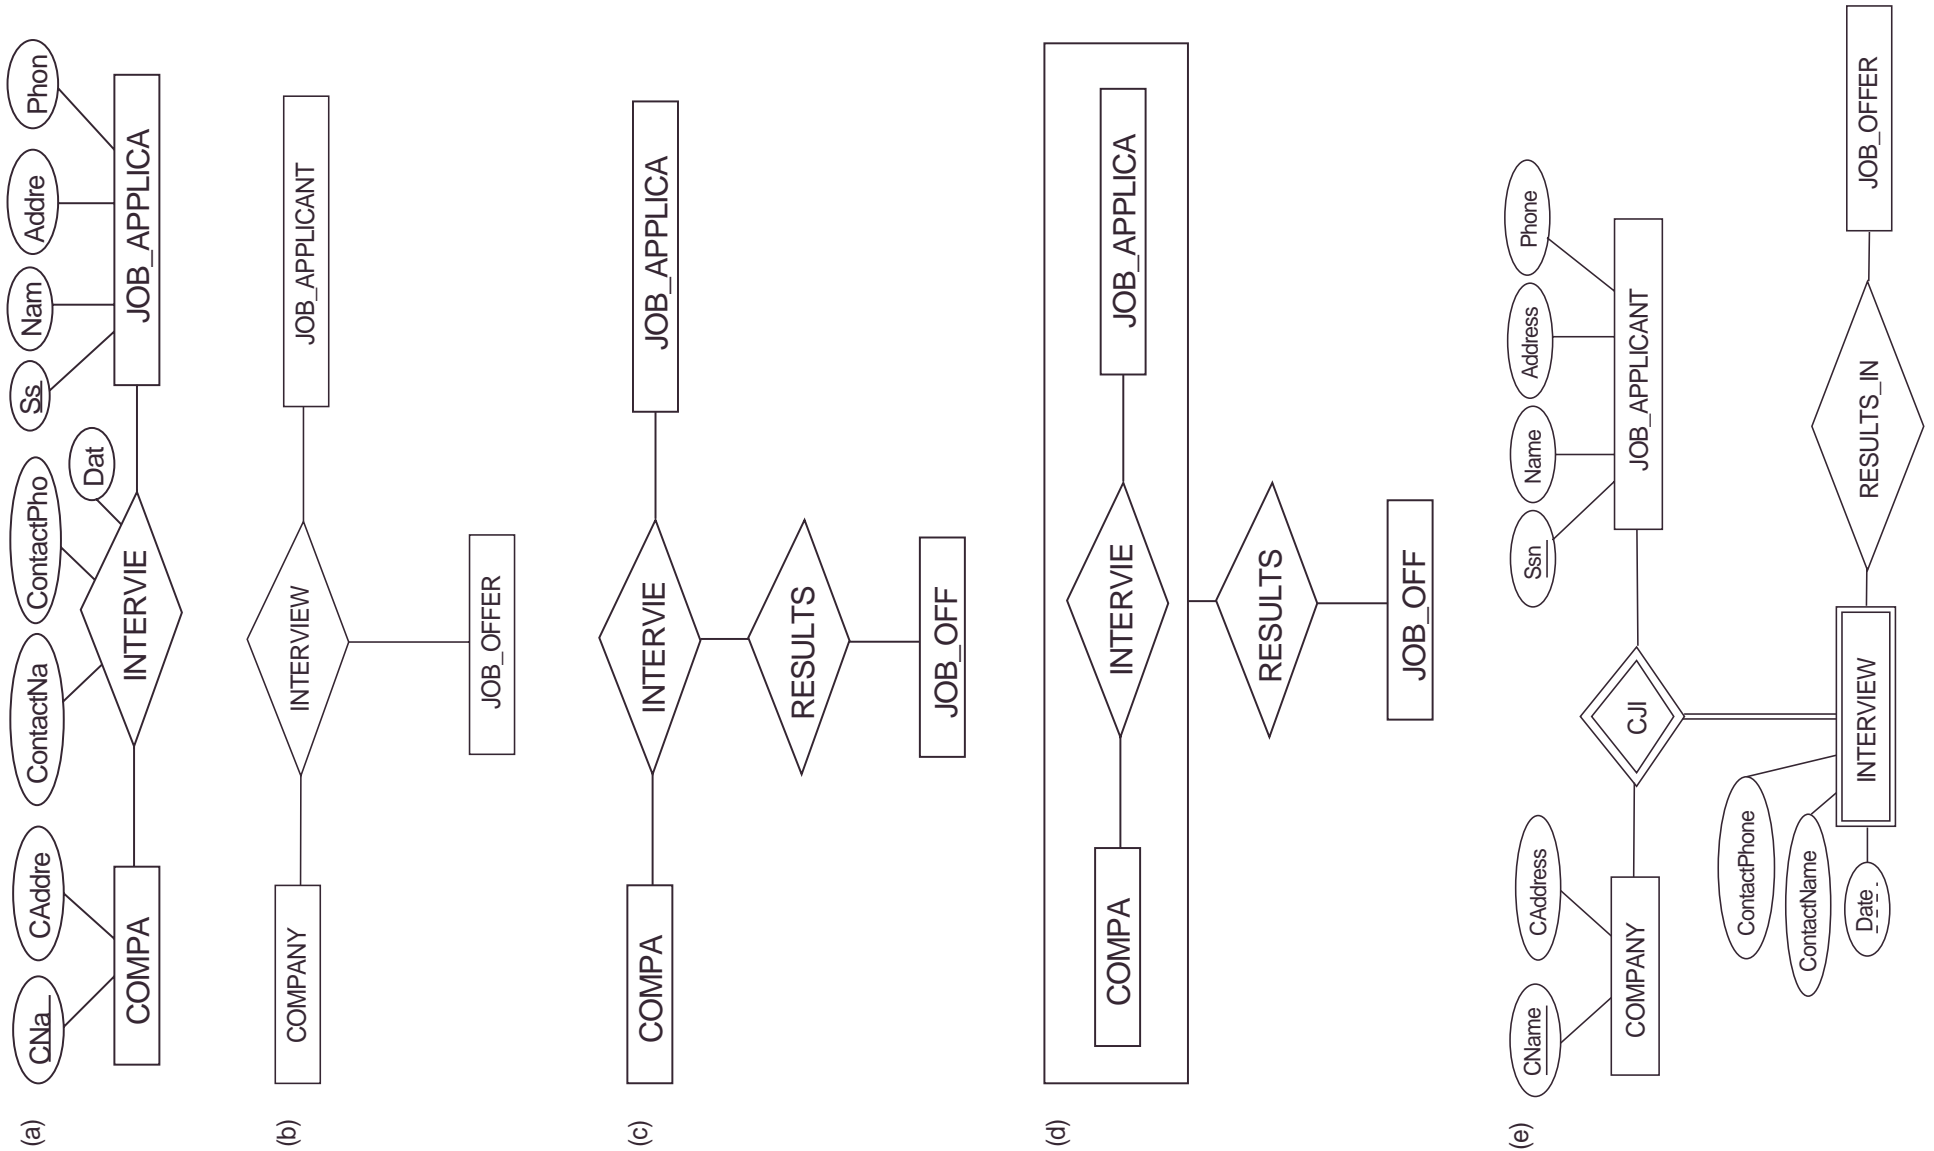 (a)
CNa
CAddre
ContactNa
ContactPho
Dat
Ss
Nam
Addre
Phon
COMPA
INTERVIE
JOB_APPLICA
(b)
COMPANY
INTERVIEW
JOB_APPLICANT
JOB_OFFER
(c)
COMPA
INTERVIE
JOB_APPLICA
RESULTS
JOB_OFF
(d)
COMPA
INTERVIE
JOB_APPLICA
RESULTS
JOB_OFF
(e)
CName
CAddress
Ssn
Name
Address
Phone
COMPANY
CJI
JOB_APPLICANT
ContactPhone
ContactName
Date
INTERVIEW
RESULTS_IN
JOB_OFFER